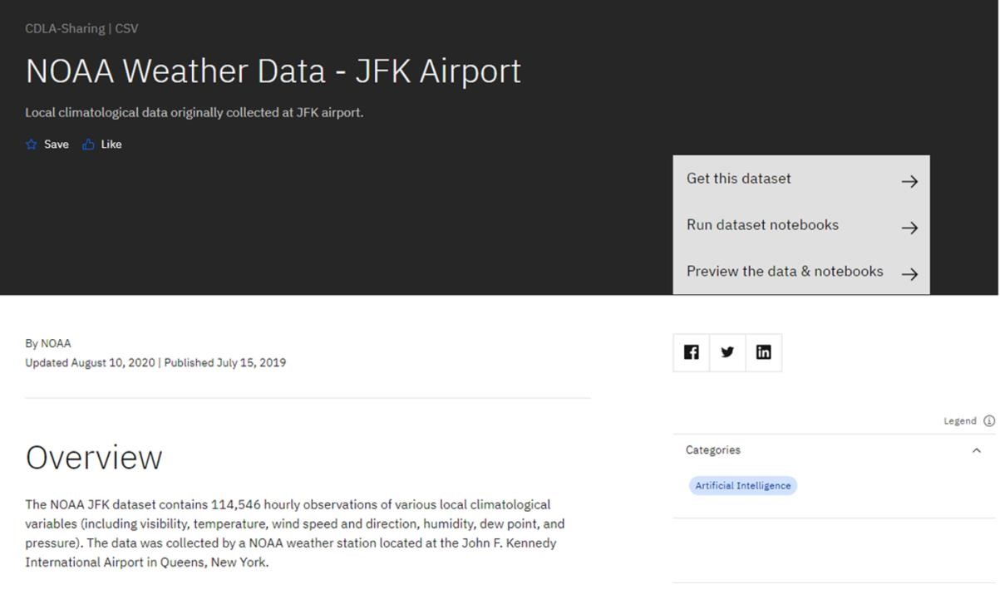 CDLA-Sharing | CSV
NOAA Weather Data - JFK Airport
Local climatological data originally collected at JFK airport.
Save Like
Get this dataset
Run dataset notebooks
Preview the data & notebooks
By NOAA
Updated August 10, 2020 | Published July 15, 2019
Legend
Categories
Artificial Intelligence
Overview
The NOAA JFK dataset contains 114,546 hourly observations of various local climatological
variables (including visibility, temperature, wind speed and direction, humidity, dew point, and
pressure). The data was collected by a NOAA weather station located at the John F. Kennedy
International Airport in Queens, New York.